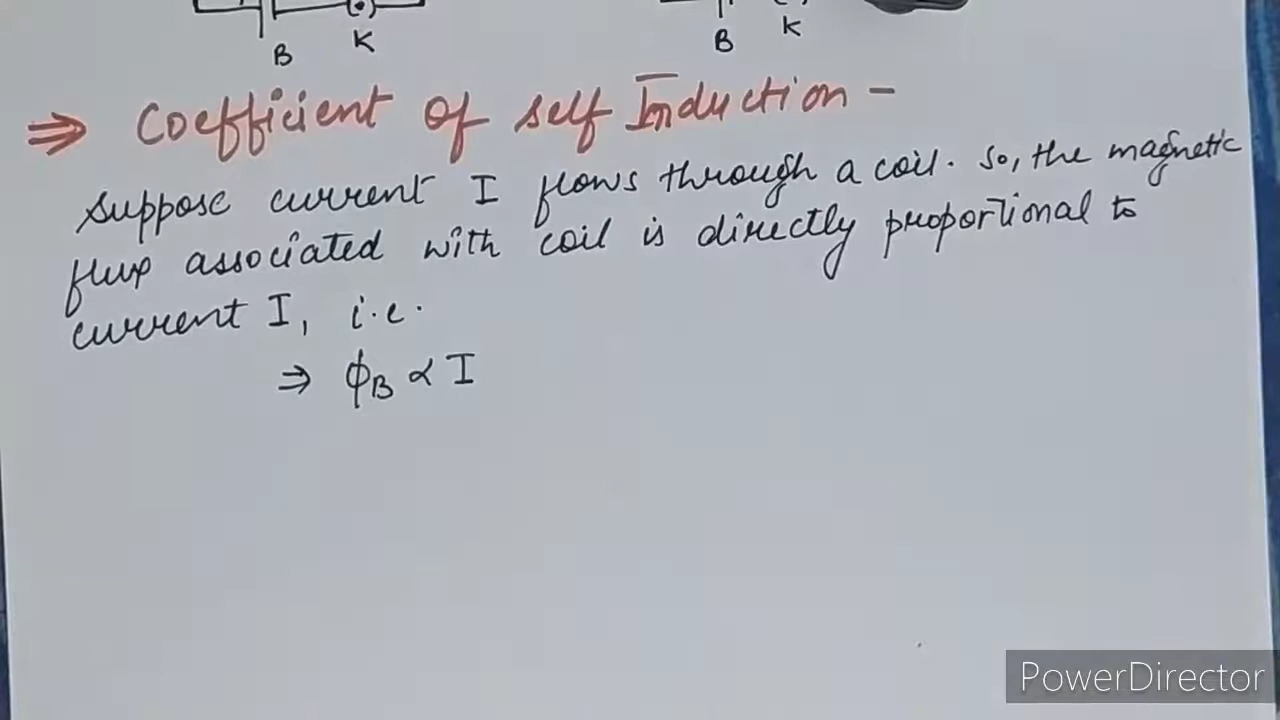 B K B K
⇒ Coefficient of self Induction -
Suppose current I flows through a coil. So, the magnetic
flux associated with coil is directly proportional to
current I, i.e.
⇒ ϕB ∝ I
PowerDirector